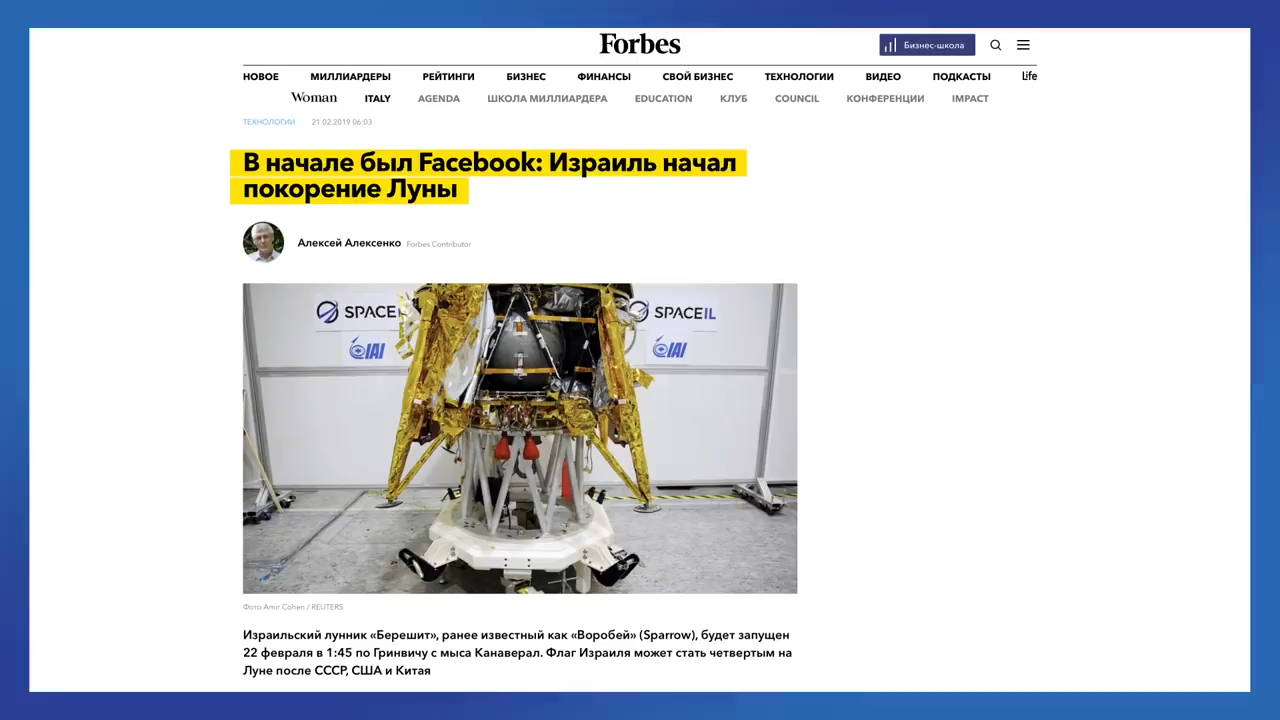 Forbes
Бизнес-школа
НОВОЕ МИЛЛИАРДЕРЫ РЕЙТИНГИ БИЗНЕС ФИНАНСЫ СВОЙ БИЗНЕС ТЕХНОЛОГИИ ВИДЕО ПОДКАСТЫ Life
Woman ITALY AGENDA ШКОЛА МИЛЛИАРДЕРА EDUCATION КЛУБ COUNCIL КОНФЕРЕНЦИИ IMPACT
ТЕХНОЛОГИИ 21.02.2019 06:03
В начале был Facebook: Израиль начал
покорение Луны
Алексей Алексенко Forbes Contributor
SPACEI SPACEIL
IAI IAI
Фото Amir Cohen / REUTERS
Израильский лунник «Берешит», ранее известный как «Воробей» (Sparrow), будет запущен
22 февраля в 1:45 по Гринвичу с мыса Канаверал. Флаг Израиля может стать четвертым на
Луне после СССР, США и Китая